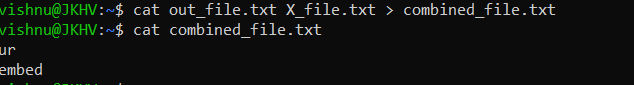 vishnu@JKHV:~$ cat out_file.txt X_file.txt > combined_file.txt
vishnu@JKHV:~$ cat combined_file.txt
ur
embed